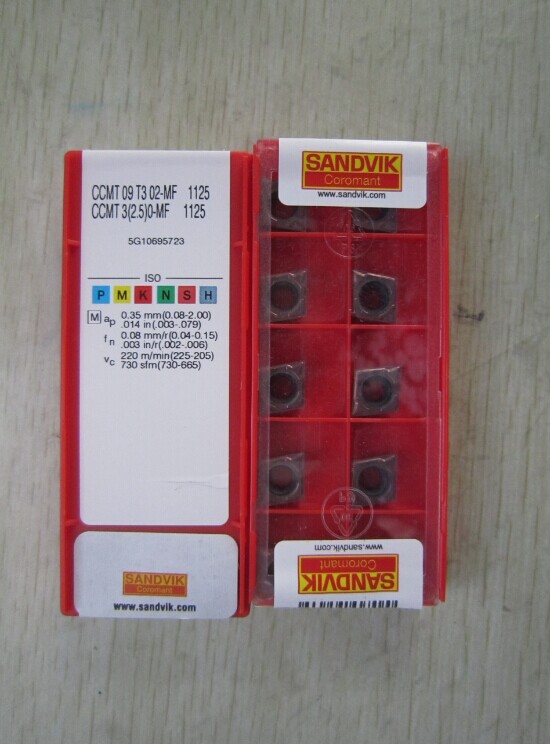 CCMT 09 T3 02-MF 1125
CCMT 3(2.5)0-MF 1125
5G10695723
ISO
P M K N S H
M ap 0.35 mm(0.08-2.00)
.014 in(.003-.079)
fn 0.08 mm/r(0.04-0.15)
.003 in/r(.002-.006)
vc 220 m/min(225-205)
730 sfm(730-665)
SANDVIK
Coromant
www.sandvik.com
SANDVIK
Coromant
www.sandvik.com
www.sandvik.com
Coromant
SANDVIK